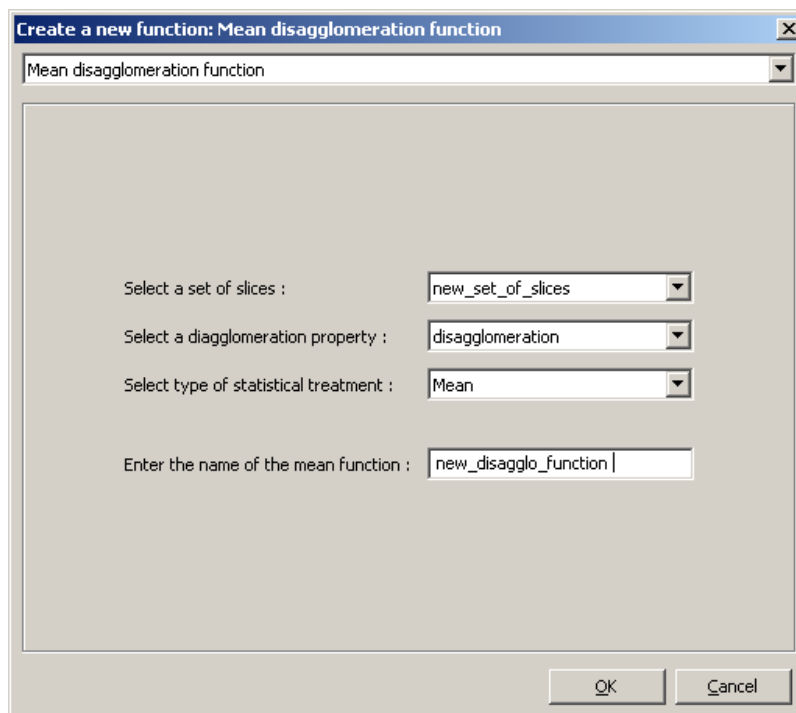 Create a new function: Mean disagglomeration function
Mean disagglomeration function
Select a set of slices : new_set_of_slices
Select a diagglomeration property : disagglomeration
Select type of statistical treatment : Mean
Enter the name of the mean function : new_disagglo_function
OK Cancel